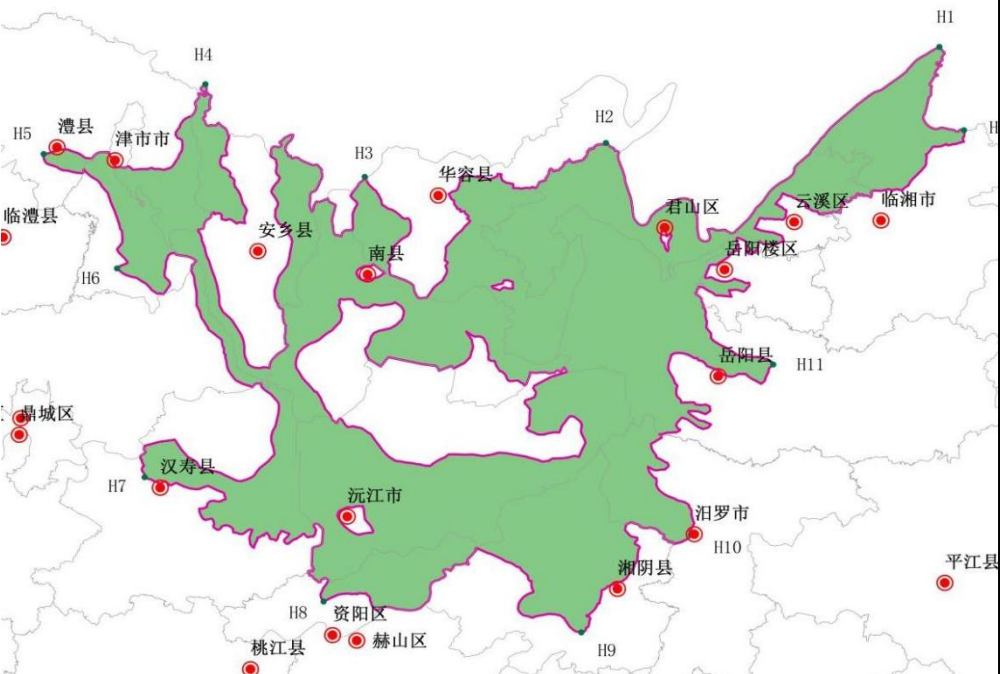 H1
H4
H2
澧县
H5
津市市
H
H3
华容县
临湘市
云溪区
君山区
临澧县
安乡县
岳阳楼区
南县
H6
岳阳县
H11
鼎城区
汉寿县
H7
沅江市
汨罗市
H10
平江县
湘阴县
H8
资阳区
赫山区
桃江县
H9